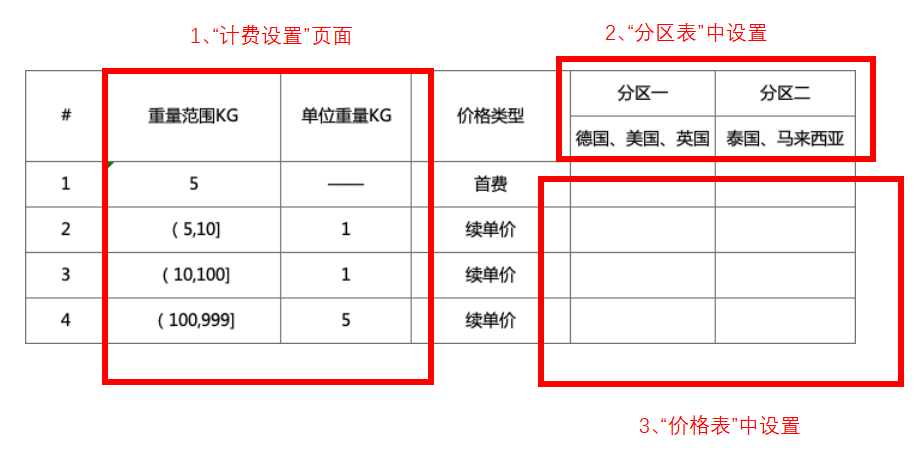 1、“计费设置”页面
2、“分区表”中设置
# 重量范围KG 单位重量KG 价格类型 分区一 分区二
德国、美国、英国 泰国、马来西亚
1 5 —— 首费
2 (5,10] 1 续单价
3 (10,100] 1 续单价
4 (100,999] 5 续单价
3、“价格表”中设置